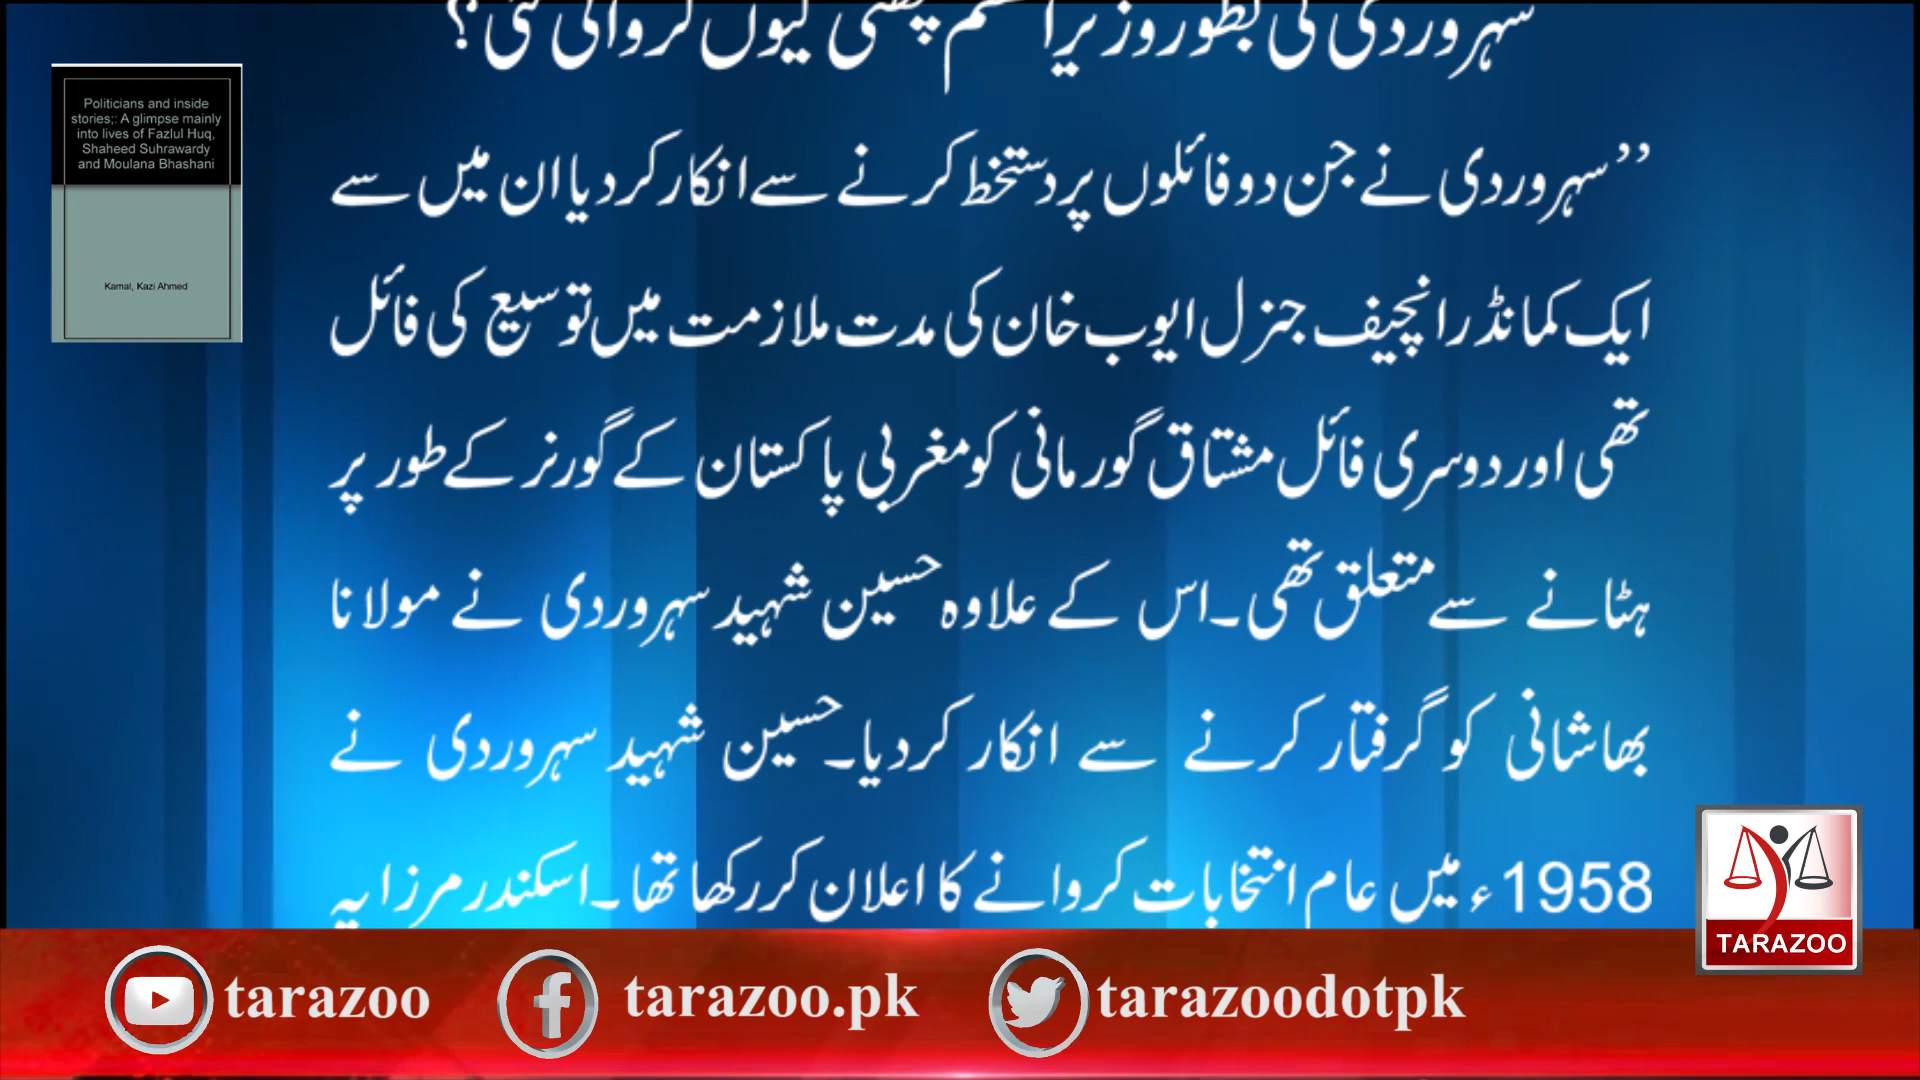 سہروردی کی بطور وزیراعظم چھٹی کیوں کروائی گئی؟
Politicians and inside
stories;: A glimpse mainly
into lives of Fazlul Huq,
Shaheed Suhrawardy
and Moulana Bhashani
Kamal, Kazi Ahmed
’’سہروردی نے جن دو فائلوں پر دستخط کرنے سے انکار کر دیا ان میں سے
ایک کمانڈر انچیف جنرل ایوب خان کی مدت ملازمت میں توسیع کی فائل
تھی اور دوسری فائل مشتاق گورمانی کو مغربی پاکستان کے گورنر کے طور پر
ہٹانے سے متعلق تھی۔ اس کے علاوہ حسین شہید سہروردی نے مولانا
بھاشانی کو گرفتار کرنے سے انکار کردیا۔ حسین شہید سہروردی نے
1958ء میں عام انتخابات کروانے کا اعلان کر رکھا تھا۔ اسکندر مرزا یہ
TARAZOO
tarazoo
tarazoo.pk
tarazoodotpk